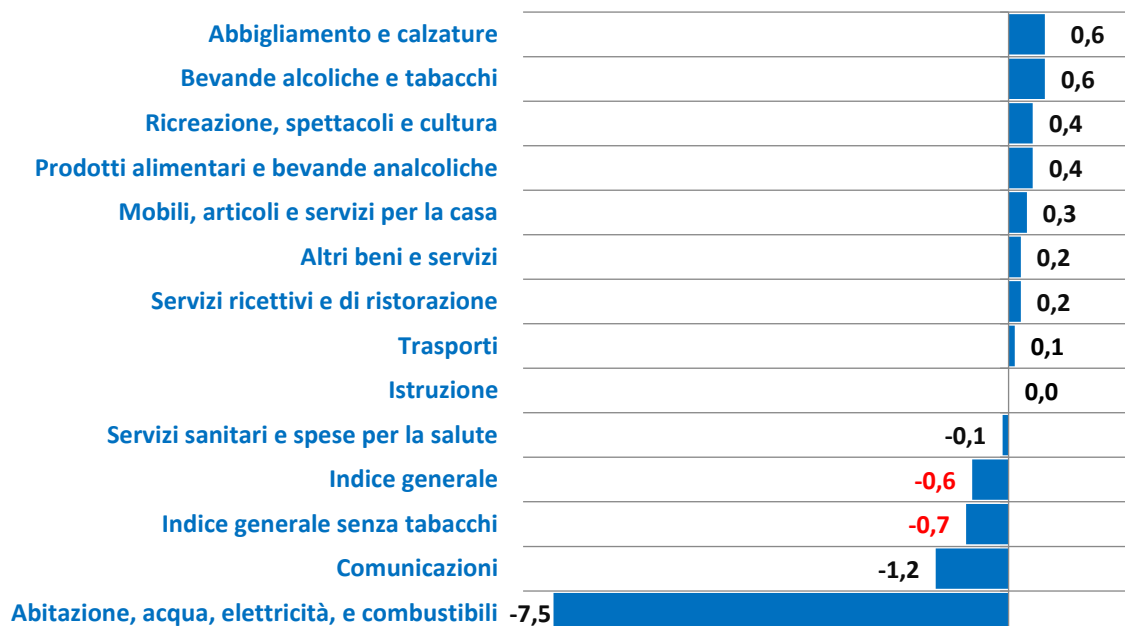 Abbigliamento e calzature 0,6
Bevande alcoliche e tabacchi 0,6
Ricreazione, spettacoli e cultura 0,4
Prodotti alimentari e bevande analcoliche 0,4
Mobili, articoli e servizi per la casa 0,3
Altri beni e servizi 0,2
Servizi ricettivi e di ristorazione 0,2
Trasporti 0,1
Istruzione 0,0
Servizi sanitari e spese per la salute -0,1
Indice generale -0,6
Indice generale senza tabacchi -0,7
Comunicazioni -1,2
Abitazione, acqua, elettricità, e combustibili -7,5